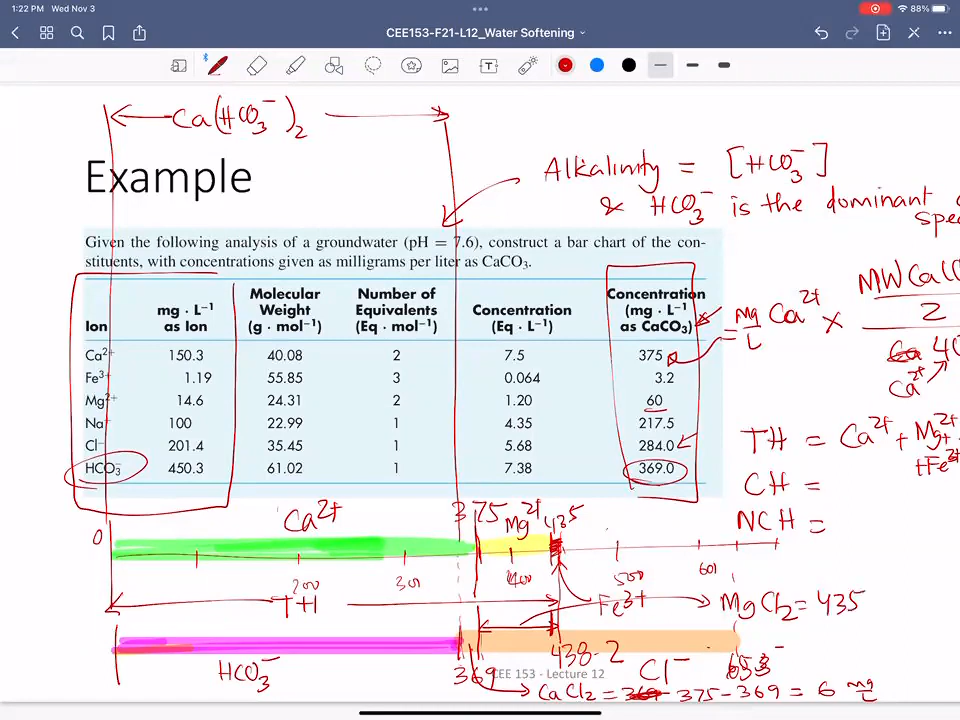 1:22 PM Wed Nov 3
88%
CEE153-F21-L12_Water Softening
Ca(HCO₃⁻)₂
Example
Alkalinity = [HCO₃⁻]
& HCO₃⁻ is the dominant
Given the following analysis of a groundwater (pH = 7.6), construct a bar chart of the con-
stituents, with concentrations given as milligrams per liter as CaCO₃.
Ion mg · L⁻¹ as Ion Molecular Weight (g · mol⁻¹) Number of Equivalents (Eq · mol⁻¹) Concentration (Eq · L⁻¹) Concentration (mg · L⁻¹ as CaCO₃)
Ca²⁺ 150.3 40.08 2 7.5 375
Fe³⁺ 1.19 55.85 3 0.064 3.2
Mg²⁺ 14.6 24.31 2 1.20 60
Na⁺ 100 22.99 1 4.35 217.5
Cl⁻ 201.4 35.45 1 5.68 284.0
HCO₃⁻ 450.3 61.02 1 7.38 369.0
= mg/L Ca²⁺ ×
2
Ca²⁺
TH = Ca²⁺ + Mg²⁺
+ Fe³⁺
CH =
NCH =
0 Ca²⁺ 375 Mg²⁺ 435
200 300 400 500 601
TH Fe³⁺ MgCl₂ = 435
HCO₃⁻ 369 438.2 Cl⁻
CEE 153 - Lecture 12
CaCl₂ = 375 - 369 = 6 mg/L